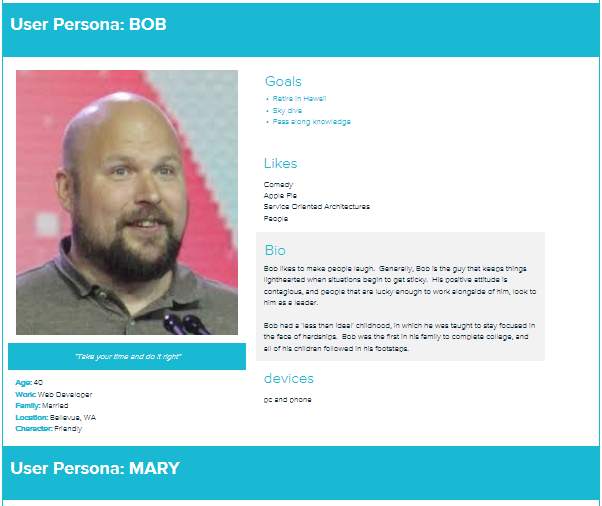 User Persona: BOB
Goals
• Retire in Hawaii
• Sky dive
• Pass along knowledge
Likes
Comedy
Apple Pie
Service Oriented Architectures
People
Bio
Bob likes to make people laugh.  Generally, Bob is the guy that keeps things
lighthearted when situations begin to get sticky.  His positive attitude is
contagious, and people that are lucky enough to work alongside of him, look to
him as a leader.
Bob had a 'less then ideal' childhood, in which he was taught to stay focused in
the face of hardships.  Bob was the first in his family to complete college, and
all of his children followed in his footsteps.
"Take your time and do it right"
Age: 40
Work: Web Developer
Family: Married
Location: Bellevue, WA
Character: Friendly
devices
pc and phone
User Persona: MARY